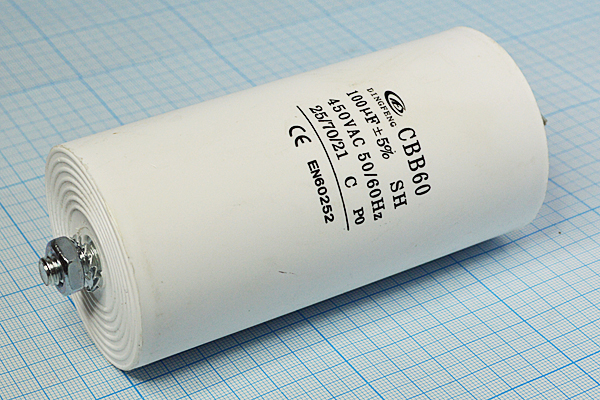 DINGFENG CBB60
100µF±5% SH
450VAC 50/60Hz
25/70/21 C P0
CE EN60252